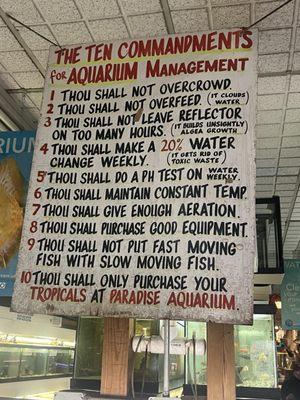 THE TEN COMMANDMENTS
FOR AQUARIUM MANAGEMENT
1 THOU SHALL NOT OVERCROWD.
2 THOU SHALL NOT OVERFEED. (IT CLOUDS WATER)
3 THOU SHALL NOT LEAVE REFLECTOR
ON TOO MANY HOURS. (IT BUILDS UNSIGHTLY ALGEA GROWTH)
4 THOU SHALL MAKE A 20% WATER
CHANGE WEEKLY. (IT GETS RID OF "TOXIC WASTE)
5 THOU SHALL DO A PH TEST ON WATER WEEKLY.
6 THOU SHALL MAINTAIN CONSTANT TEMP.
7 THOU SHALL GIVE ENOUGH AERATION.
8 THOU SHALL PURCHASE GOOD EQUIPMENT.
9 THOU SHALL NOT PUT FAST MOVING
FISH WITH SLOW MOVING FISH.
10 THOU SHALL ONLY PURCHASE YOUR
TROPICALS AT PARADISE AQUARIUM.
RIUM